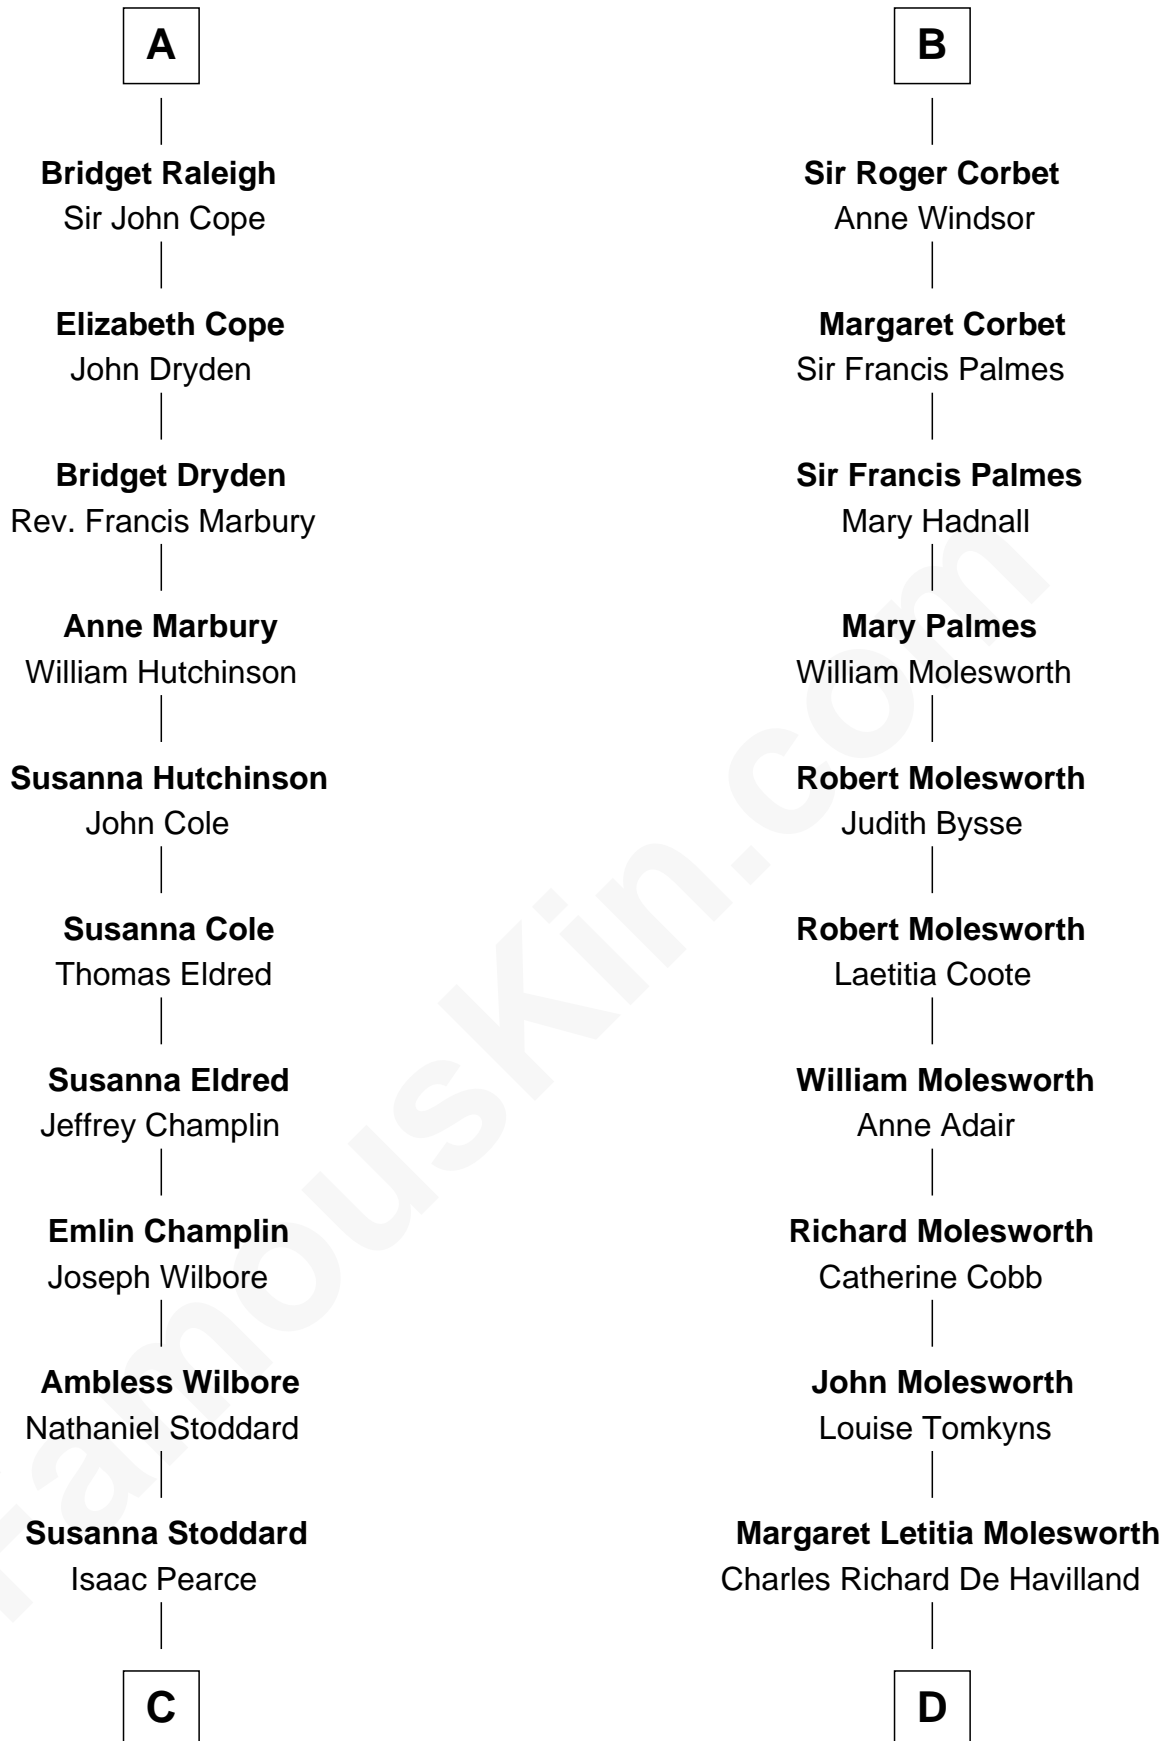 A
Bridget Raleigh
Sir John Cope
Elizabeth Cope
John Dryden
Bridget Dryden
Rev. Francis Marbury
Anne Marbury
William Hutchinson
Susanna Hutchinson
John Cole
Susanna Cole
Thomas Eldred
Susanna Eldred
Jeffrey Champlin
Emlin Champlin
Joseph Wilbore
Ambless Wilbore
Nathaniel Stoddard
Susanna Stoddard
Isaac Pearce
C
B
Sir Roger Corbet
Anne Windsor
Margaret Corbet
Sir Francis Palmes
Sir Francis Palmes
Mary Hadnall
Mary Palmes
William Molesworth
Robert Molesworth
Judith Bysse
Robert Molesworth
Laetitia Coote
William Molesworth
Anne Adair
Richard Molesworth
Catherine Cobb
John Molesworth
Louise Tomkyns
Margaret Letitia Molesworth
Charles Richard De Havilland
D
FamousKin.com